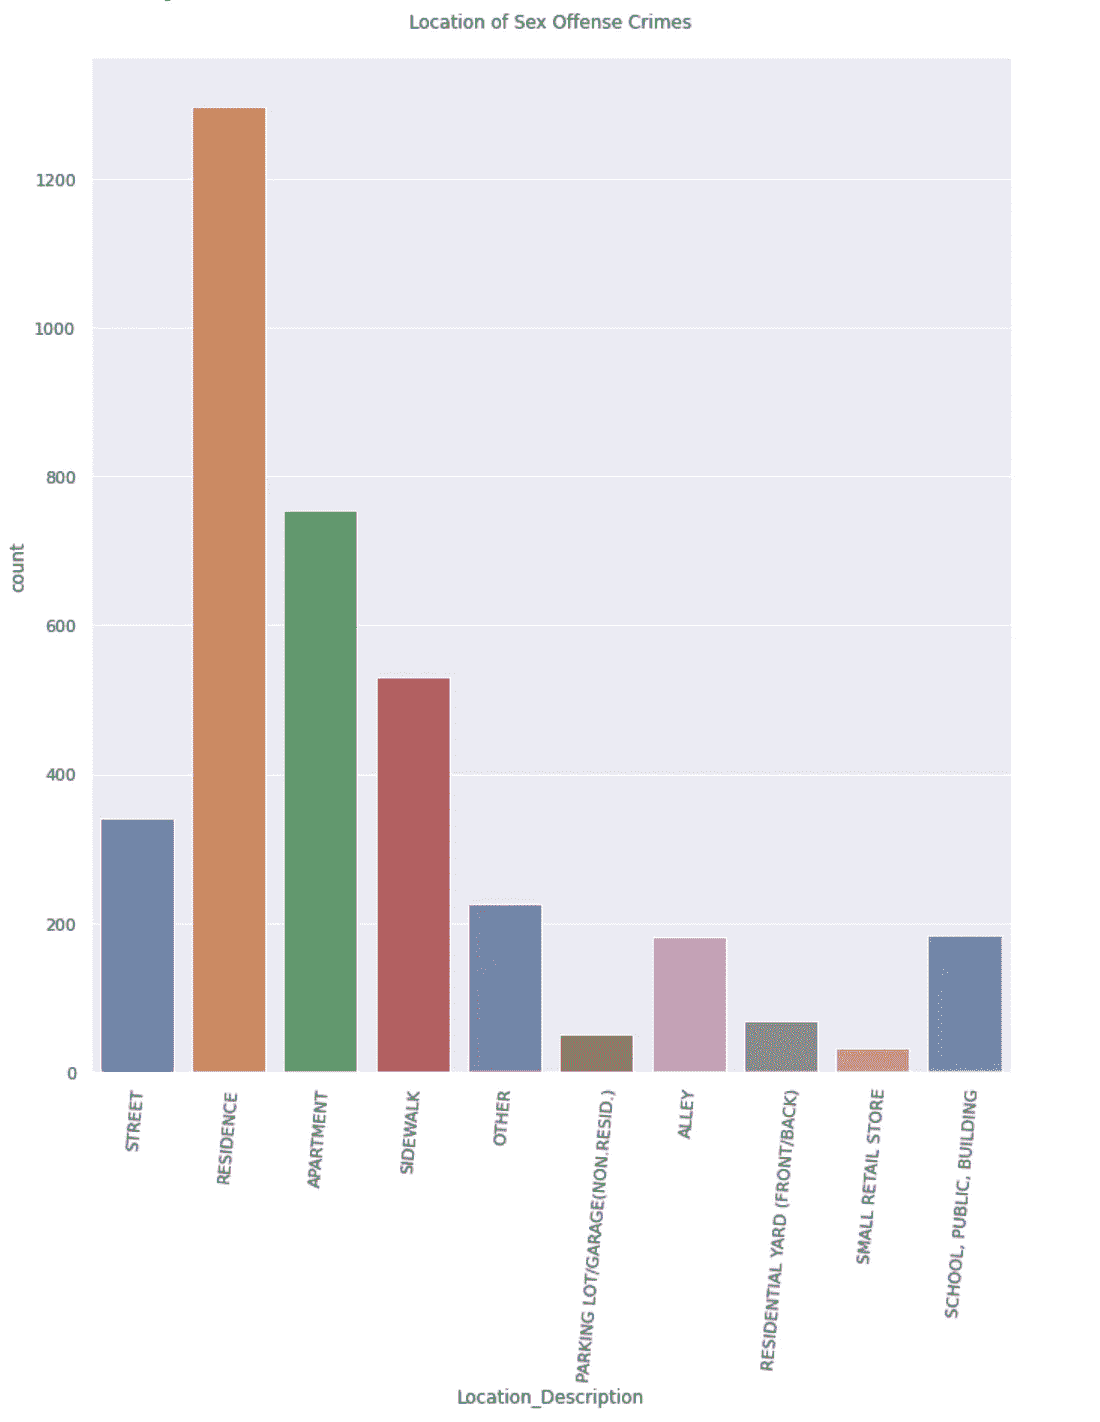 Location of Sex Offense Crimes
1200
1000
800
600
400
200
0
count
STREET
RESIDENCE
APARTMENT
SIDEWALK
OTHER
PARKING LOT/GARAGE(NON.RESID.)
ALLEY
RESIDENTIAL YARD (FRONT/BACK)
SMALL RETAIL STORE
SCHOOL, PUBLIC, BUILDING
Location_Description